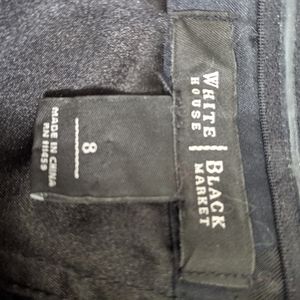 WHITE | BLACK
HOUSE | MARKET
8
MADE IN CHINA